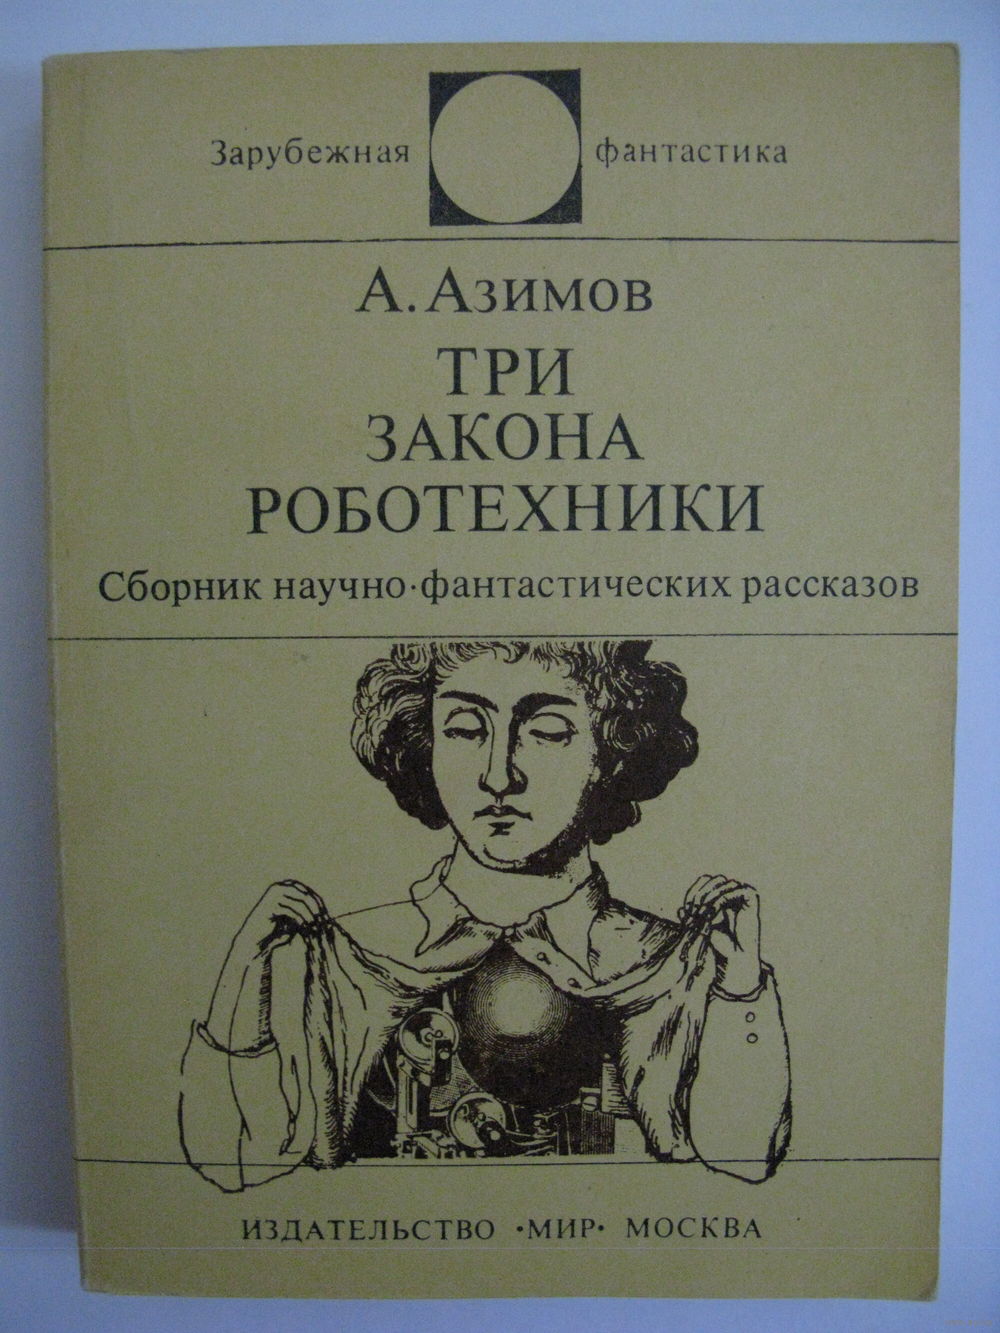 Зарубежная фантастика
А. Азимов
ТРИ
ЗАКОНА
РОБОТЕХНИКИ
Сборник научно-фантастических рассказов
ИЗДАТЕЛЬСТВО «МИР» МОСКВА